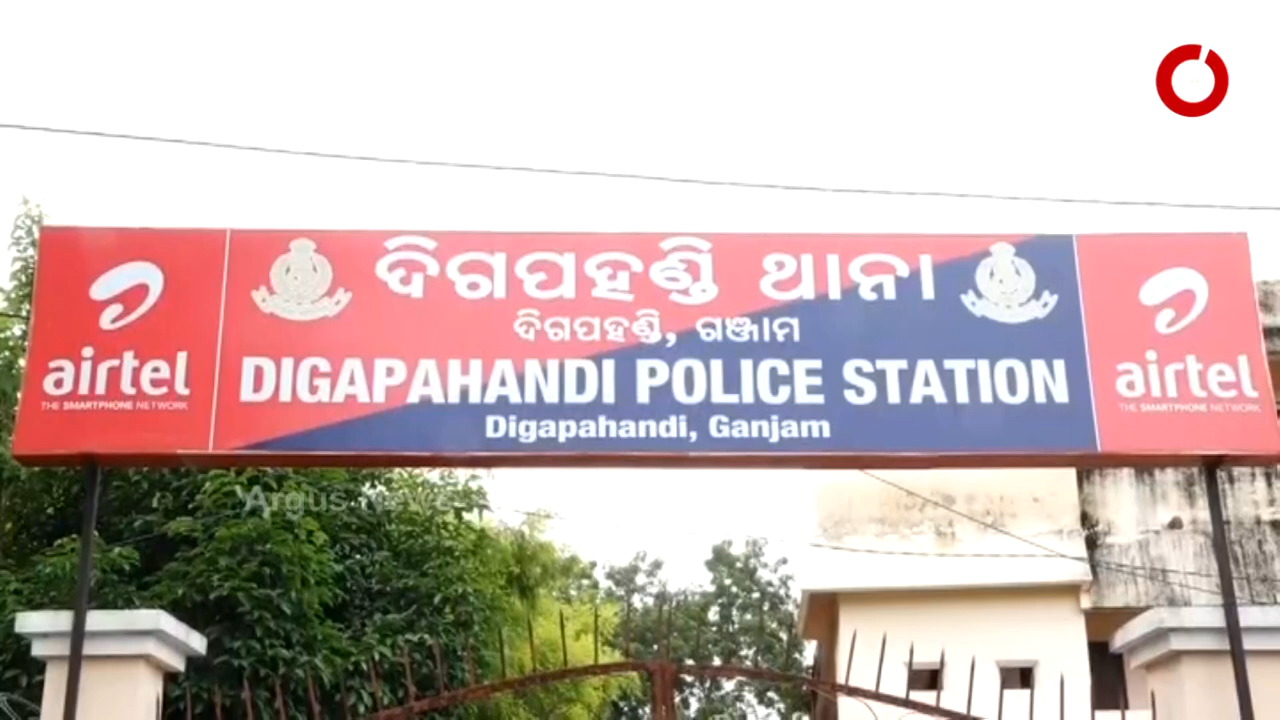 ଦିଗପହଣ୍ଡି ଥାନା
ଦିଗପହଣ୍ଡି, ଗଞ୍ଜାମ
DIGAPAHANDI POLICE STATION
Digapahandi, Ganjam
airtel
THE SMARTPHONE NETWORK
airtel
THE SMARTPHONE NETWORK
Argus News